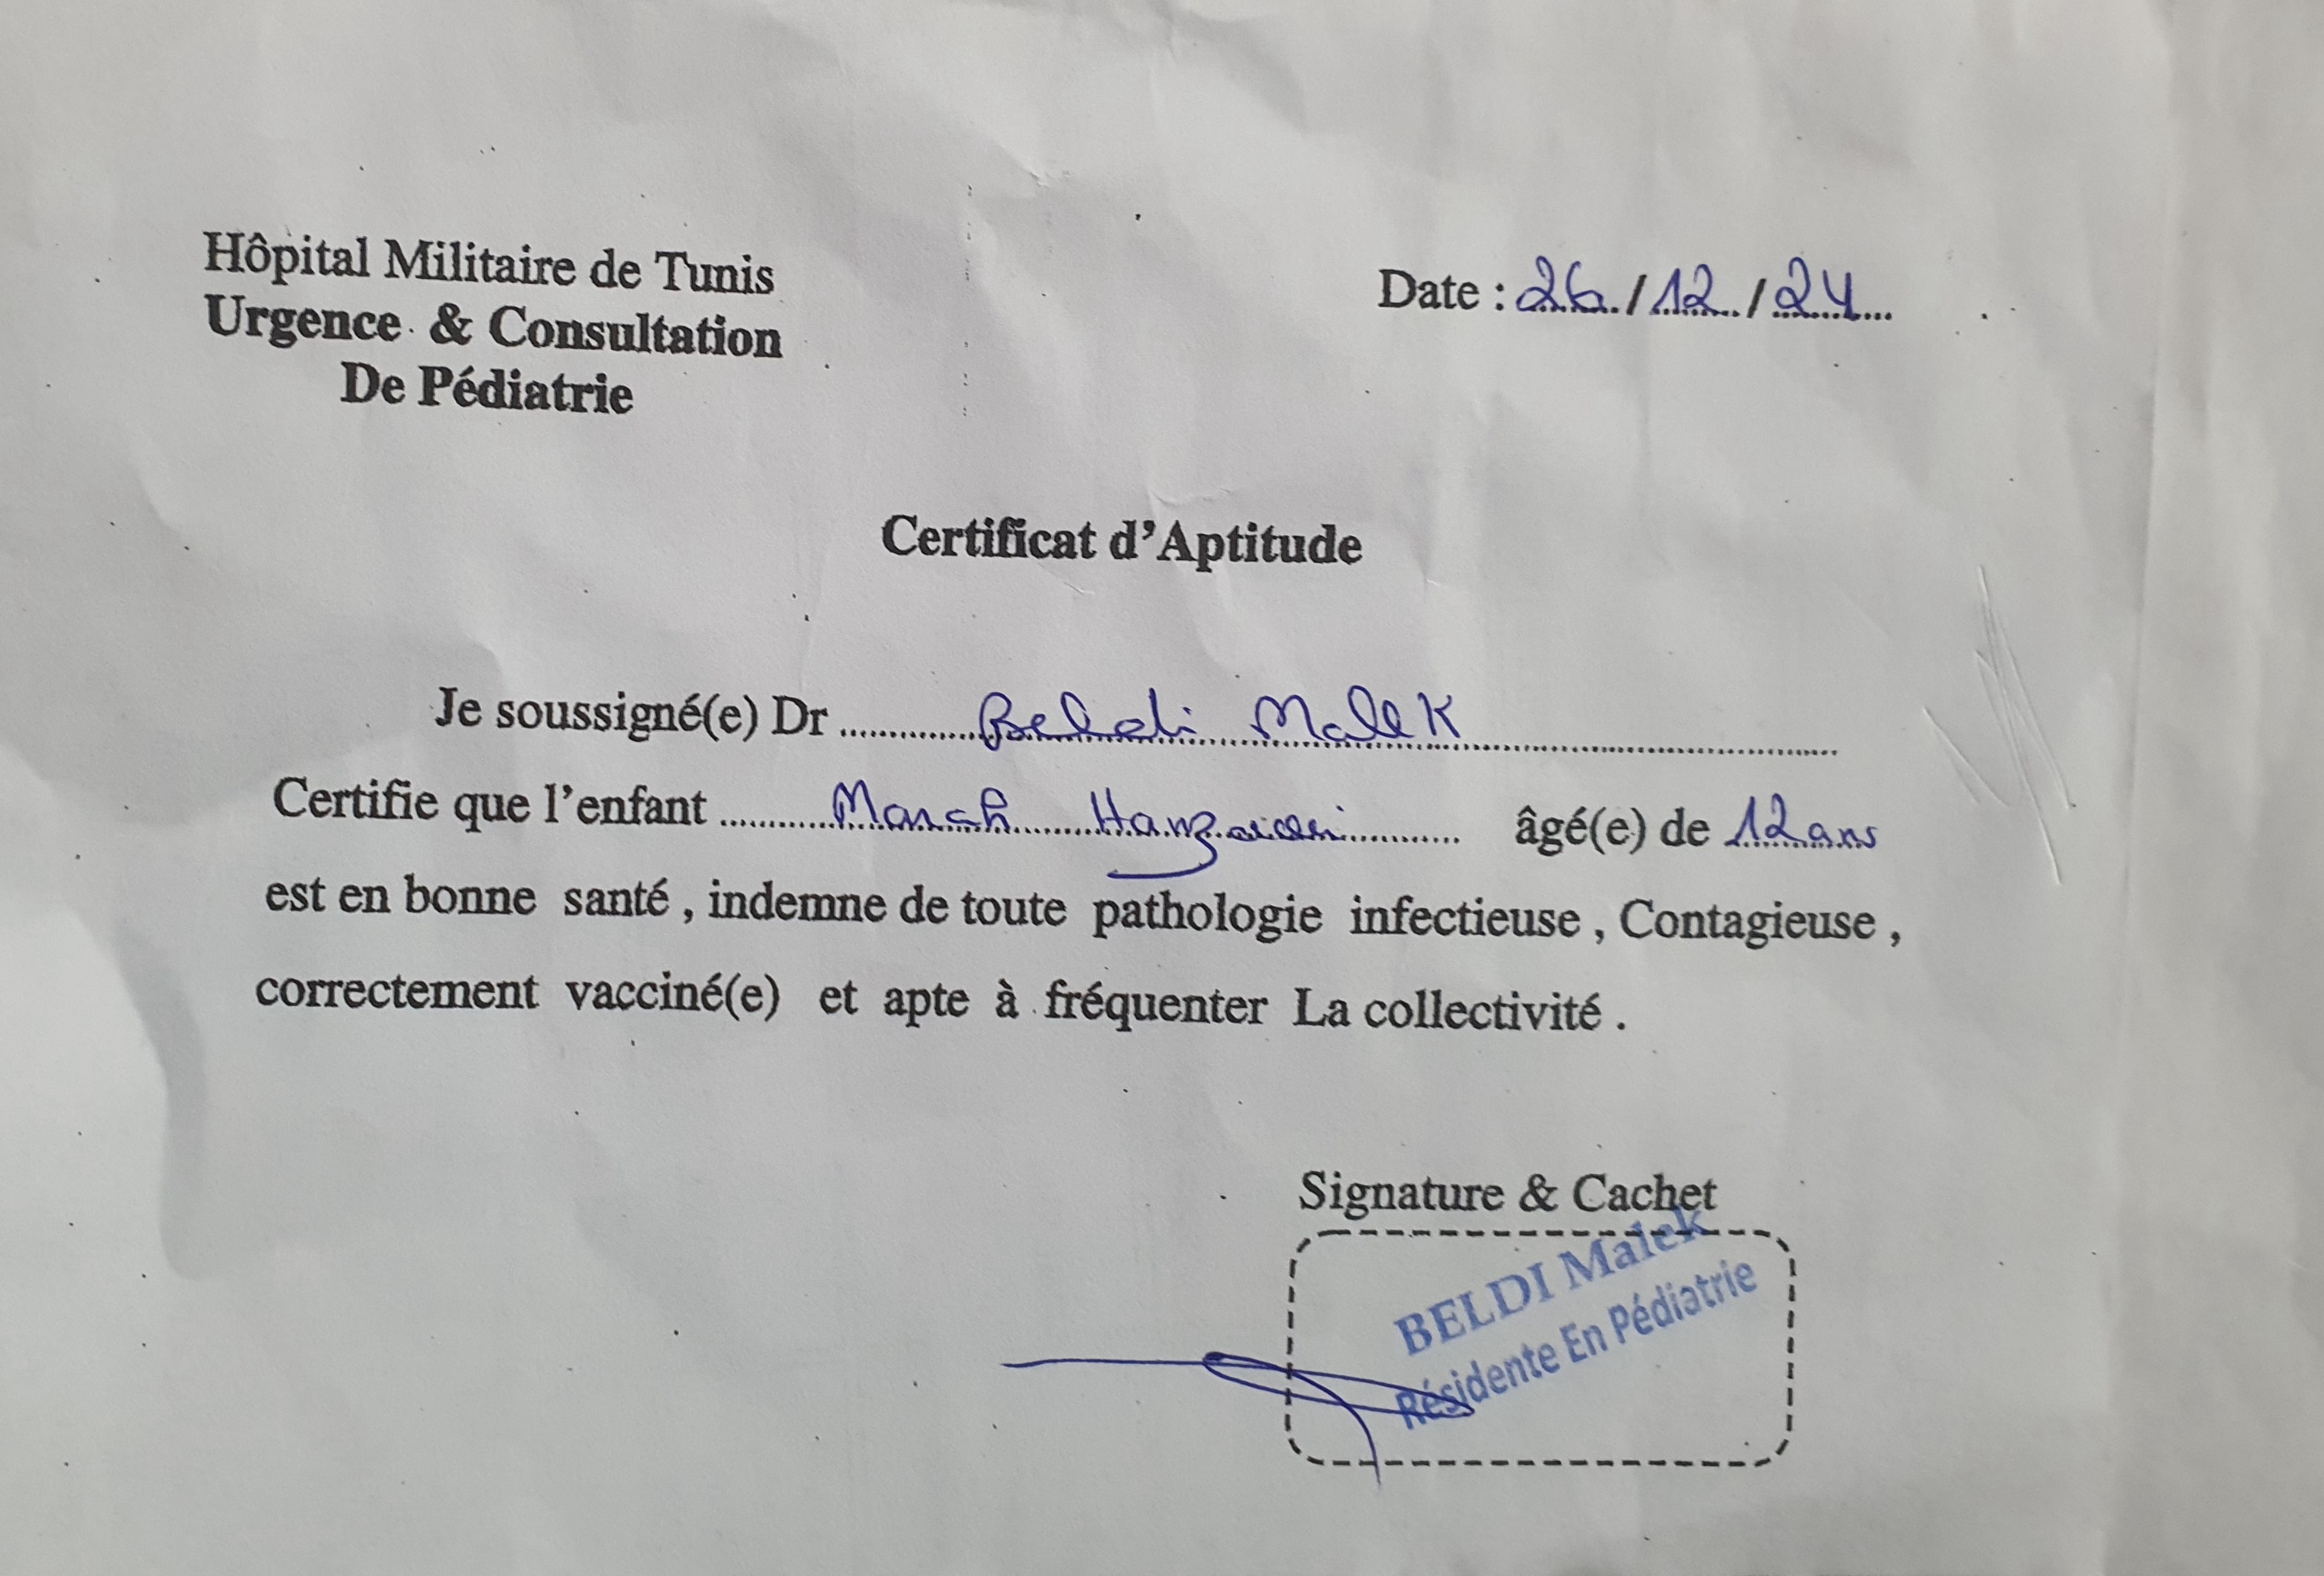 Hôpital Militaire de Tunis
Urgence & Consultation
De Pédiatrie
Date : 26 / 12 / 24
Certificat d'Aptitude
Je soussigné(e) Dr Beldi Malek
Certifie que l'enfant âgé(e) de 12 ans
est en bonne santé , indemne de toute pathologie infectieuse , Contagieuse ,
correctement vacciné(e) et apte à fréquenter La collectivité .
Signature & Cachet
BELDI Malek
Résidente En Pédiatrie